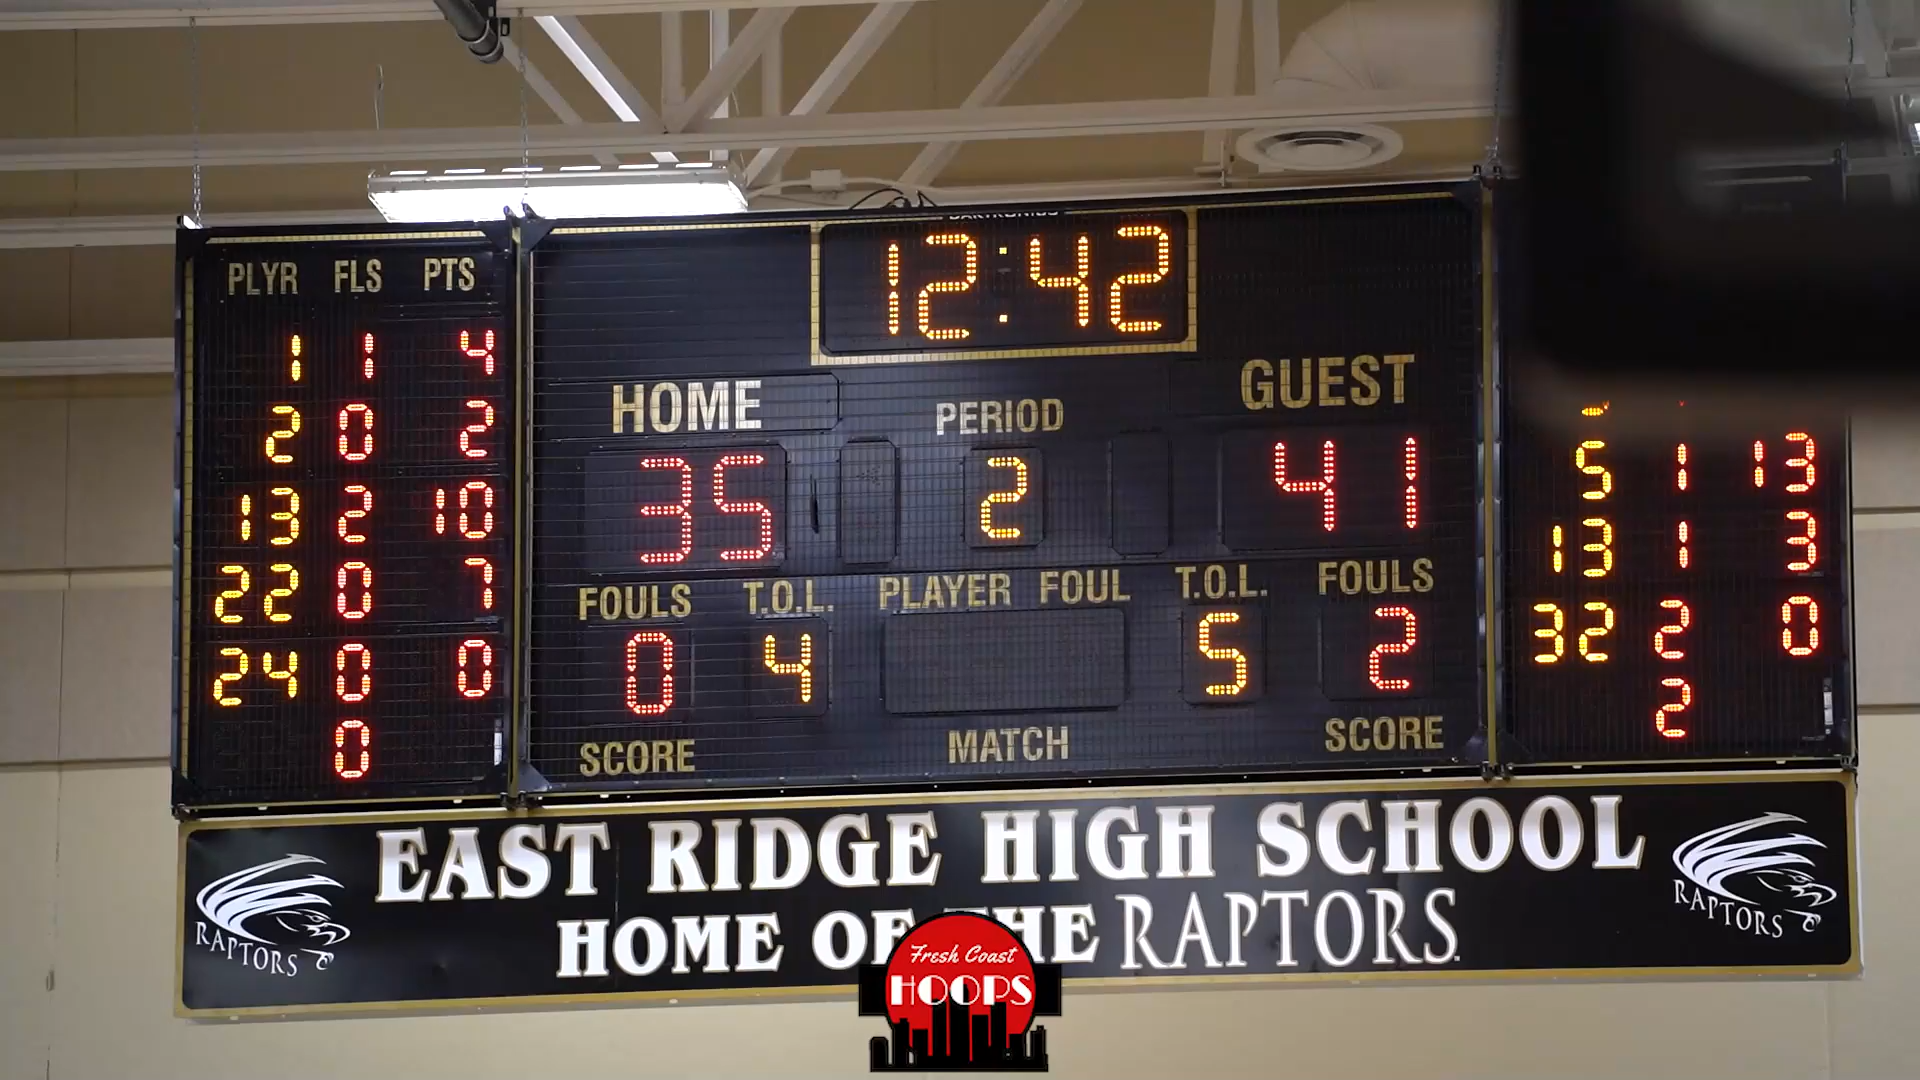 DAKTRONICS
12:42
PLYR FLS PTS
1 1 4
2 0 2
13 2 10
22 0 7
24 0 0
0
HOME
35
PERIOD
2
GUEST
41
FOULS T.O.L. PLAYER FOUL T.O.L. FOULS
0 4 5 2
SCORE MATCH SCORE
5 1 13
13 1 3
32 2 0
2
EAST RIDGE HIGH SCHOOL
HOME OF THE RAPTORS
RAPTORS
RAPTORS
Fresh Coast
HOOPS